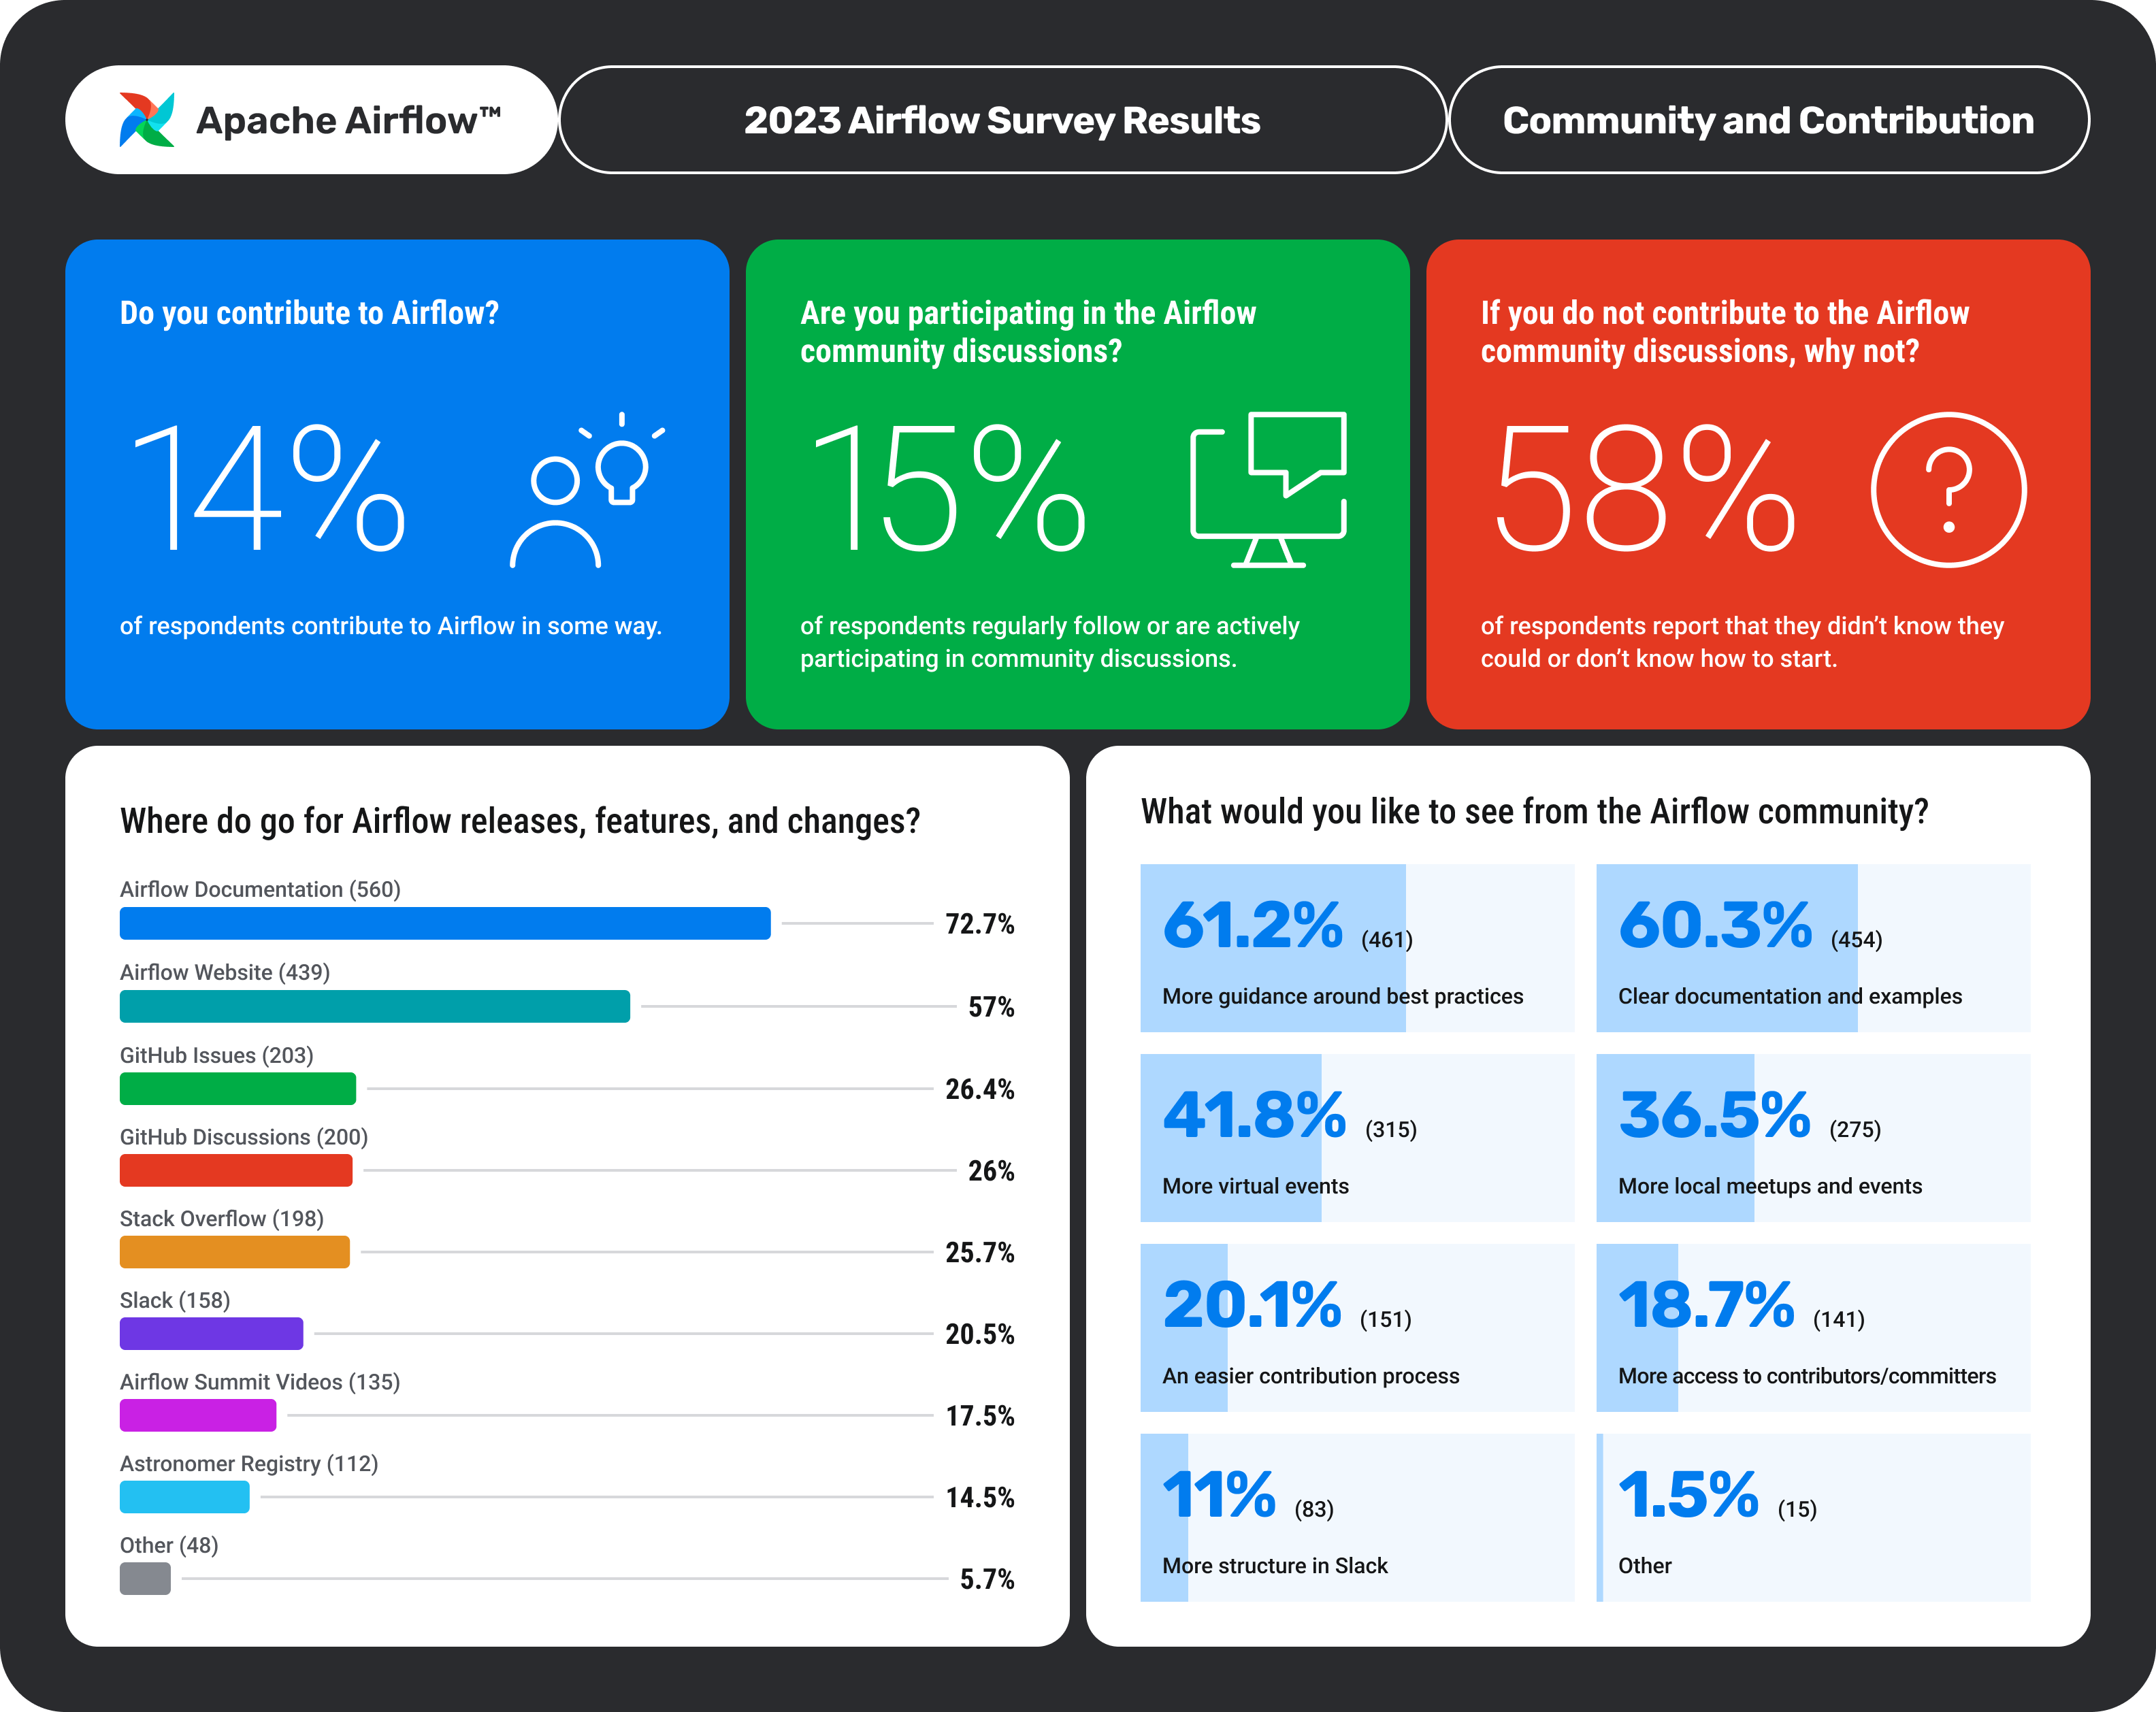 Apache Airflow™
2023 Airflow Survey Results
Community and Contribution
Do you contribute to Airflow?
14%
of respondents contribute to Airflow in some way.
Are you participating in the Airflow
community discussions?
15%
of respondents regularly follow or are actively
participating in community discussions.
If you do not contribute to the Airflow
community discussions, why not?
58%
?
of respondents report that they didn’t know they
could or don’t know how to start.
Where do go for Airflow releases, features, and changes?
Airflow Documentation (560)
72.7%
Airflow Website (439)
57%
GitHub Issues (203)
26.4%
GitHub Discussions (200)
26%
Stack Overflow (198)
25.7%
Slack (158)
20.5%
Airflow Summit Videos (135)
17.5%
Astronomer Registry (112)
14.5%
Other (48)
5.7%
What would you like to see from the Airflow community?
61.2% (461)
More guidance around best practices
60.3% (454)
Clear documentation and examples
41.8% (315)
More virtual events
36.5% (275)
More local meetups and events
20.1% (151)
An easier contribution process
18.7% (141)
More access to contributors/committers
11% (83)
More structure in Slack
1.5% (15)
Other